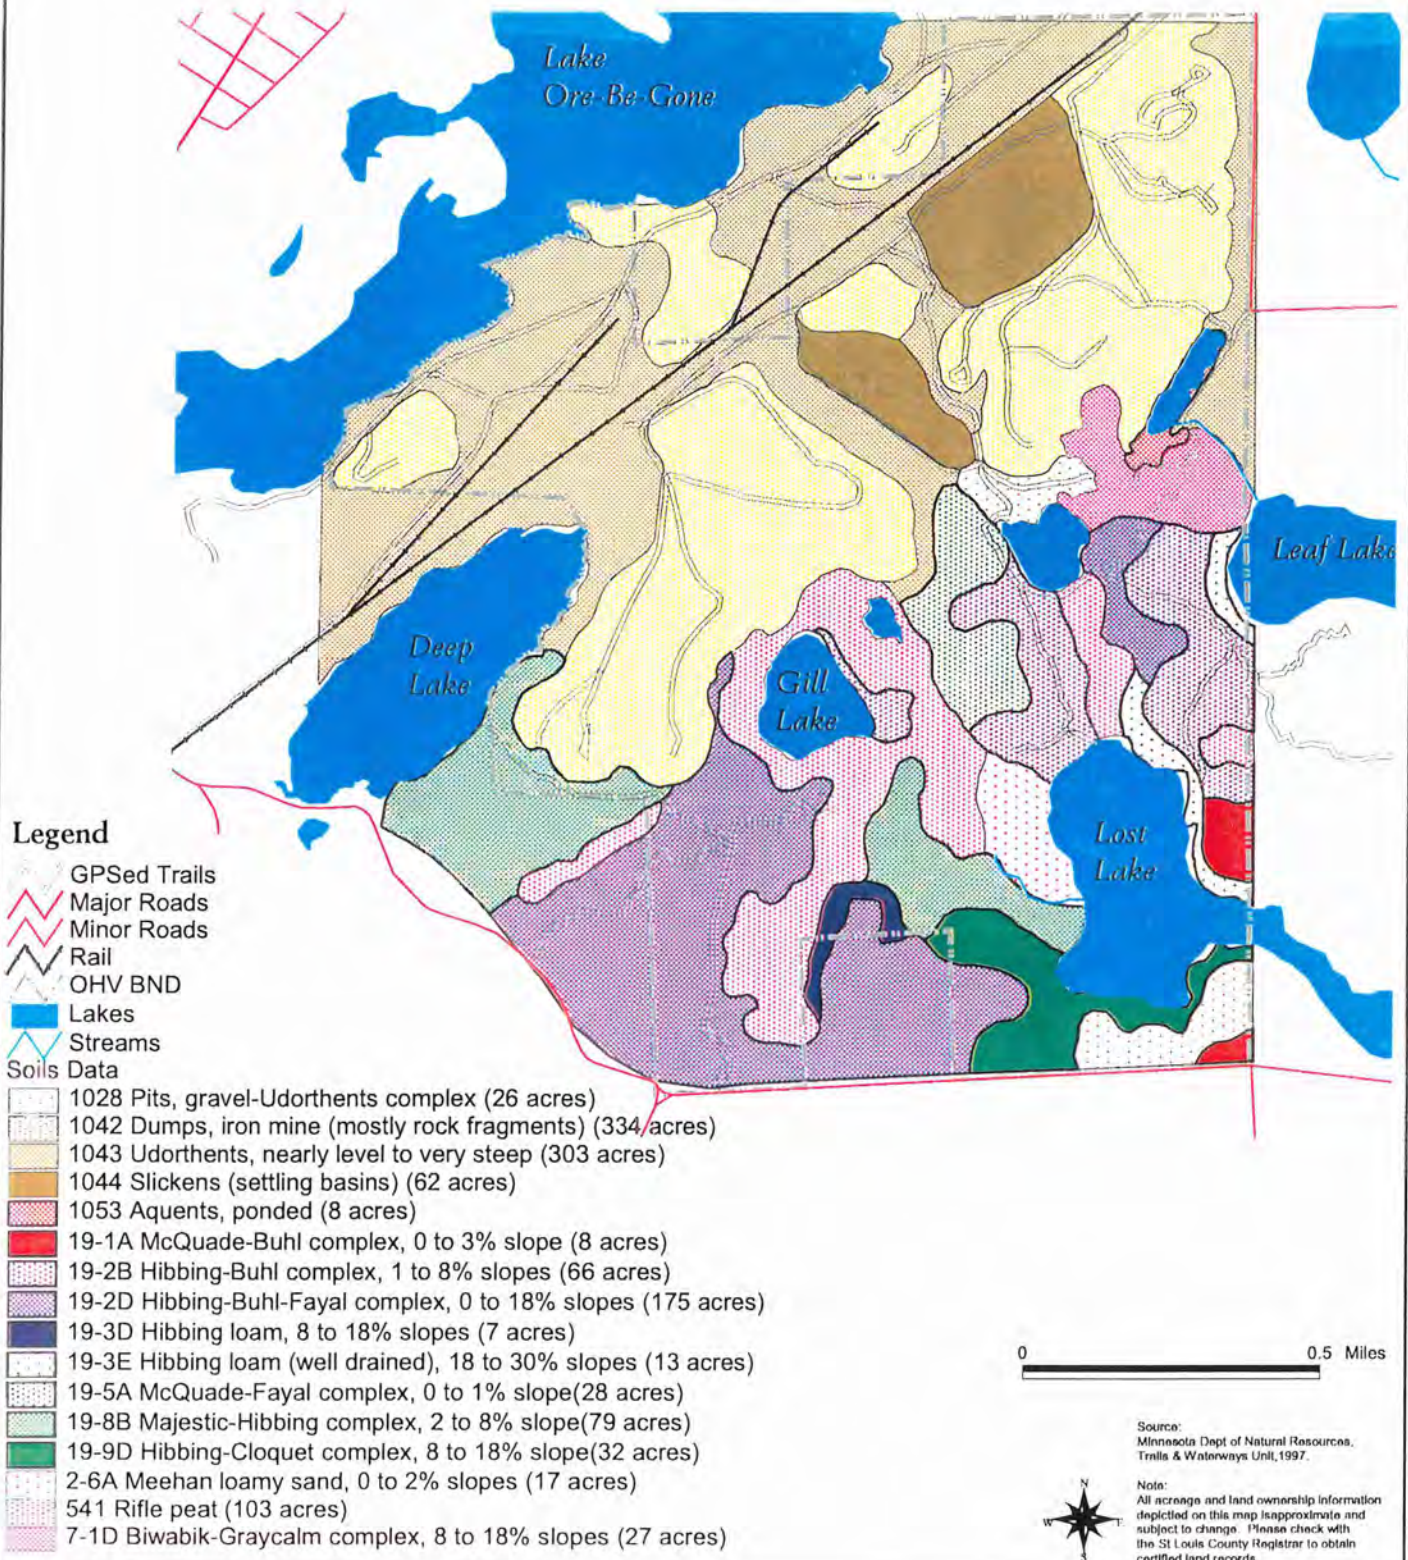 Lake
Ore-Be-Gone
Leaf Lake
Deep
Lake
Gill
Lake
Lost
Lake
Legend
GPSed Trails
Major Roads
Minor Roads
Rail
OHV BND
Lakes
Streams
Soils Data
1028 Pits, gravel-Udorthents complex (26 acres)
1042 Dumps, iron mine (mostly rock fragments) (334 acres)
1043 Udorthents, nearly level to very steep (303 acres)
1044 Slickens (settling basins) (62 acres)
1053 Aquents, ponded (8 acres)
19-1A McQuade-Buhl complex, 0 to 3% slope (8 acres)
19-2B Hibbing-Buhl complex, 1 to 8% slopes (66 acres)
19-2D Hibbing-Buhl-Fayal complex, 0 to 18% slopes (175 acres)
19-3D Hibbing loam, 8 to 18% slopes (7 acres)
19-3E Hibbing loam (well drained), 18 to 30% slopes (13 acres)
19-5A McQuade-Fayal complex, 0 to 1% slope(28 acres)
19-8B Majestic-Hibbing complex, 2 to 8% slope(79 acres)
19-9D Hibbing-Cloquet complex, 8 to 18% slope(32 acres)
2-6A Meehan loamy sand, 0 to 2% slopes (17 acres)
541 Rifle peat (103 acres)
7-1D Biwabik-Graycalm complex, 8 to 18% slopes (27 acres)
0 0.5 Miles
Source:
Minnesota Dept of Natural Resources,
Trails & Waterways Unit, 1997.
N
W E
S
Note:
All acreage and land ownership information
depictied on this map isapproximate and
subject to change. Please check with
the St Louis County Registrar to obtain
certified land records.